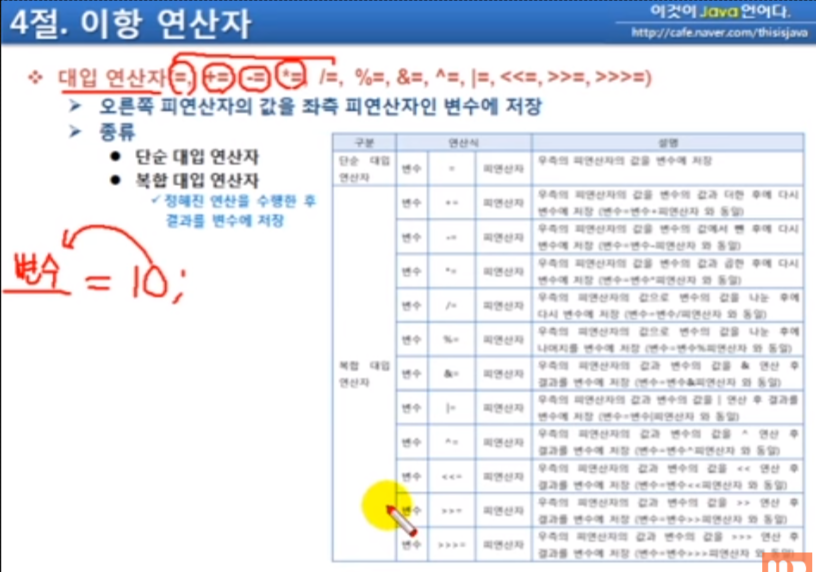 4절. 이항 연산자
이것이 Java 언어다.
http://cafe.naver.com/thisisjava
대입 연산자(=, +=, -=, *=, /=, %=, &=, ^=, |=, <<=, >>=, >>>=)
오른쪽 피연산자의 값을 좌측 피연산자인 변수에 저장
종류
단순 대입 연산자
복합 대입 연산자
정해진 연산을 수행한 후
결과를 변수에 저장
변수 = 10;
구분 연산식 설명
단순 대입
연산자
변수 = 피연산자
우측의 피연산자의 값을 변수에 저장
복합 대입
연산자
변수 += 피연산자
우측의 피연산자의 값을 변수의 값과 더한 후에 다시
변수에 저장 (변수=변수+피연산자 와 동일)
변수 -= 피연산자
우측의 피연산자의 값을 변수의 값에서 뺀 후에 다시
변수에 저장 (변수=변수-피연산자 와 동일)
변수 *= 피연산자
우측의 피연산자의 값을 변수의 값과 곱한 후에 다시
변수에 저장 (변수=변수*피연산자 와 동일)
변수 /= 피연산자
우측의 피연산자의 값으로 변수의 값을 나눈 후에
다시 변수에 저장 (변수=변수/피연산자 와 동일)
변수 %= 피연산자
우측의 피연산자의 값으로 변수의 값을 나눈 후에
나머지를 변수에 저장 (변수=변수%피연산자 와 동일)
변수 &= 피연산자
우측의 피연산자의 값과 변수의 값을 & 연산 후
결과를 변수에 저장 (변수=변수&피연산자 와 동일)
변수 |= 피연산자
우측의 피연산자의 값과 변수의 값을 | 연산 후 결과를
변수에 저장 (변수=변수|피연산자 와 동일)
변수 ^= 피연산자
우측의 피연산자의 값과 변수의 값을 ^ 연산 후
결과를 변수에 저장 (변수=변수^피연산자 와 동일)
변수 <<= 피연산자
우측의 피연산자의 값과 변수의 값을 << 연산 후
결과를 변수에 저장 (변수=변수<<피연산자 와 동일)
변수 >>= 피연산자
우측의 피연산자의 값과 변수의 값을 >> 연산 후
결과를 변수에 저장 (변수=변수>>피연산자 와 동일)
변수 >>>= 피연산자
우측의 피연산자의 값과 변수의 값을 >>> 연산 후
결과를 변수에 저장 (변수=변수>>>피연산자 와 동일)